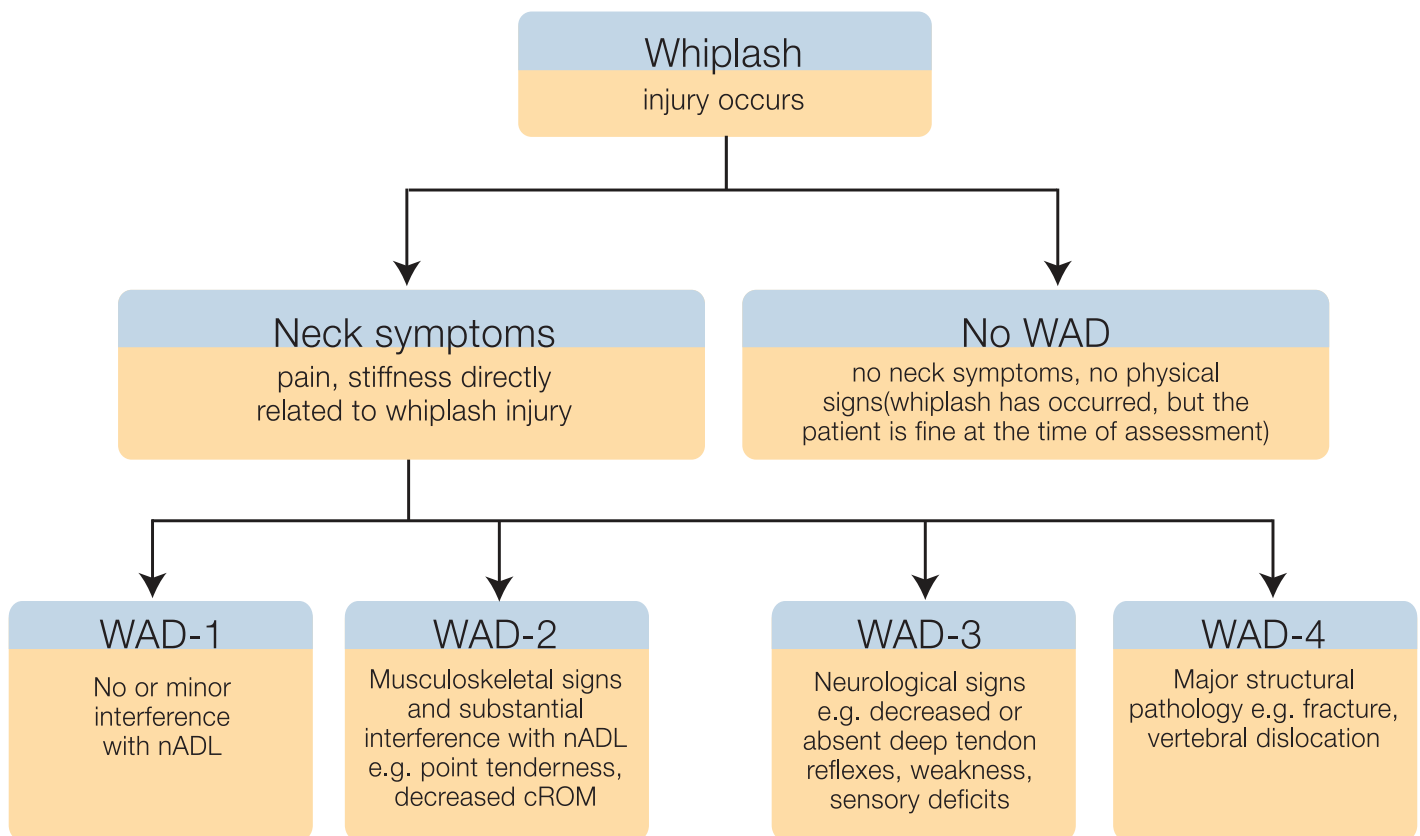 Whiplash
injury occurs
Neck symptoms
pain, stiffness directly
related to whiplash injury
No WAD
no neck symptoms, no physical
signs(whiplash has occurred, but the
patient is fine at the time of assessment)
WAD-1
No or minor
interference
with nADL
WAD-2
Musculoskeletal signs
and substantial
interference with nADL
e.g. point tenderness,
decreased cROM
WAD-3
Neurological signs
e.g. decreased or
absent deep tendon
reflexes, weakness,
sensory deficits
WAD-4
Major structural
pathology e.g. fracture,
vertebral dislocation